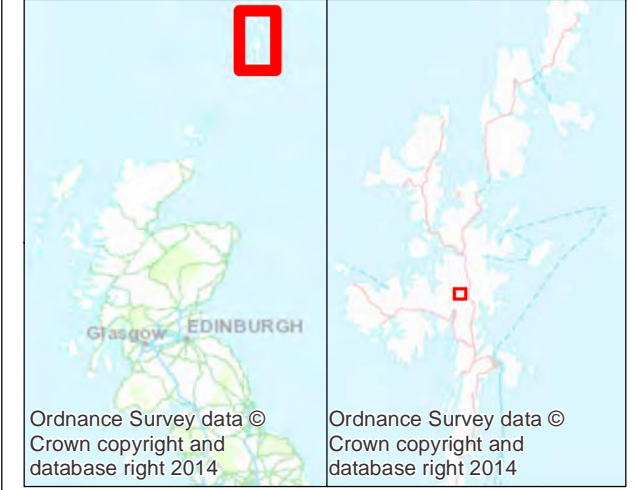 Glasgow
EDINBURGH
Ordnance Survey data ©
Crown copyright and
database right 2014
Ordnance Survey data ©
Crown copyright and
database right 2014